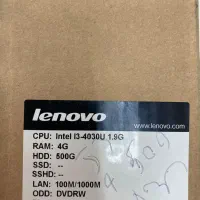 lenovo
www.lenovo.com
CPU: Intel I3-4030U 1.9G
RAM: 4G
HDD: 500G
SSD: --
SSHD: --
LAN: 100M/1000M
ODD: DVDRW